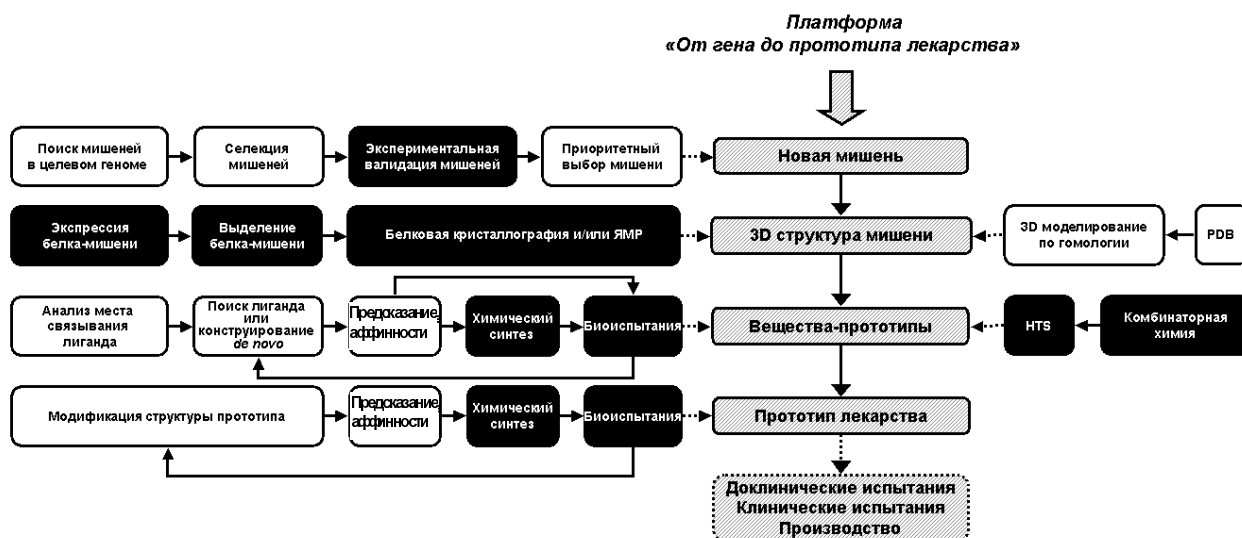 Платформа
«От гена до прототипа лекарства»
Поиск мишеней
в целевом геноме
Селекция
мишеней
Экспериментальная
валидация мишеней
Приоритетный
выбор мишени
Новая мишень
Экспрессия
белка-мишени
Выделение
белка-мишени
Белковая кристаллография и/или ЯМР
3D структура мишени
3D моделирование
по гомологии
PDB
Анализ места
связывания
лиганда
Поиск лиганда
или
конструирование
de novo
Предсказание,
аффинности
Химический
синтез
Биоиспытания
Вещества-прототипы
HTS
Комбинаторная
химия
Модификация структуры прототипа
Предсказание,
аффинности
Химический
синтез
Биоиспытания
Прототип лекарства
Доклинические испытания
Клинические испытания
Производство